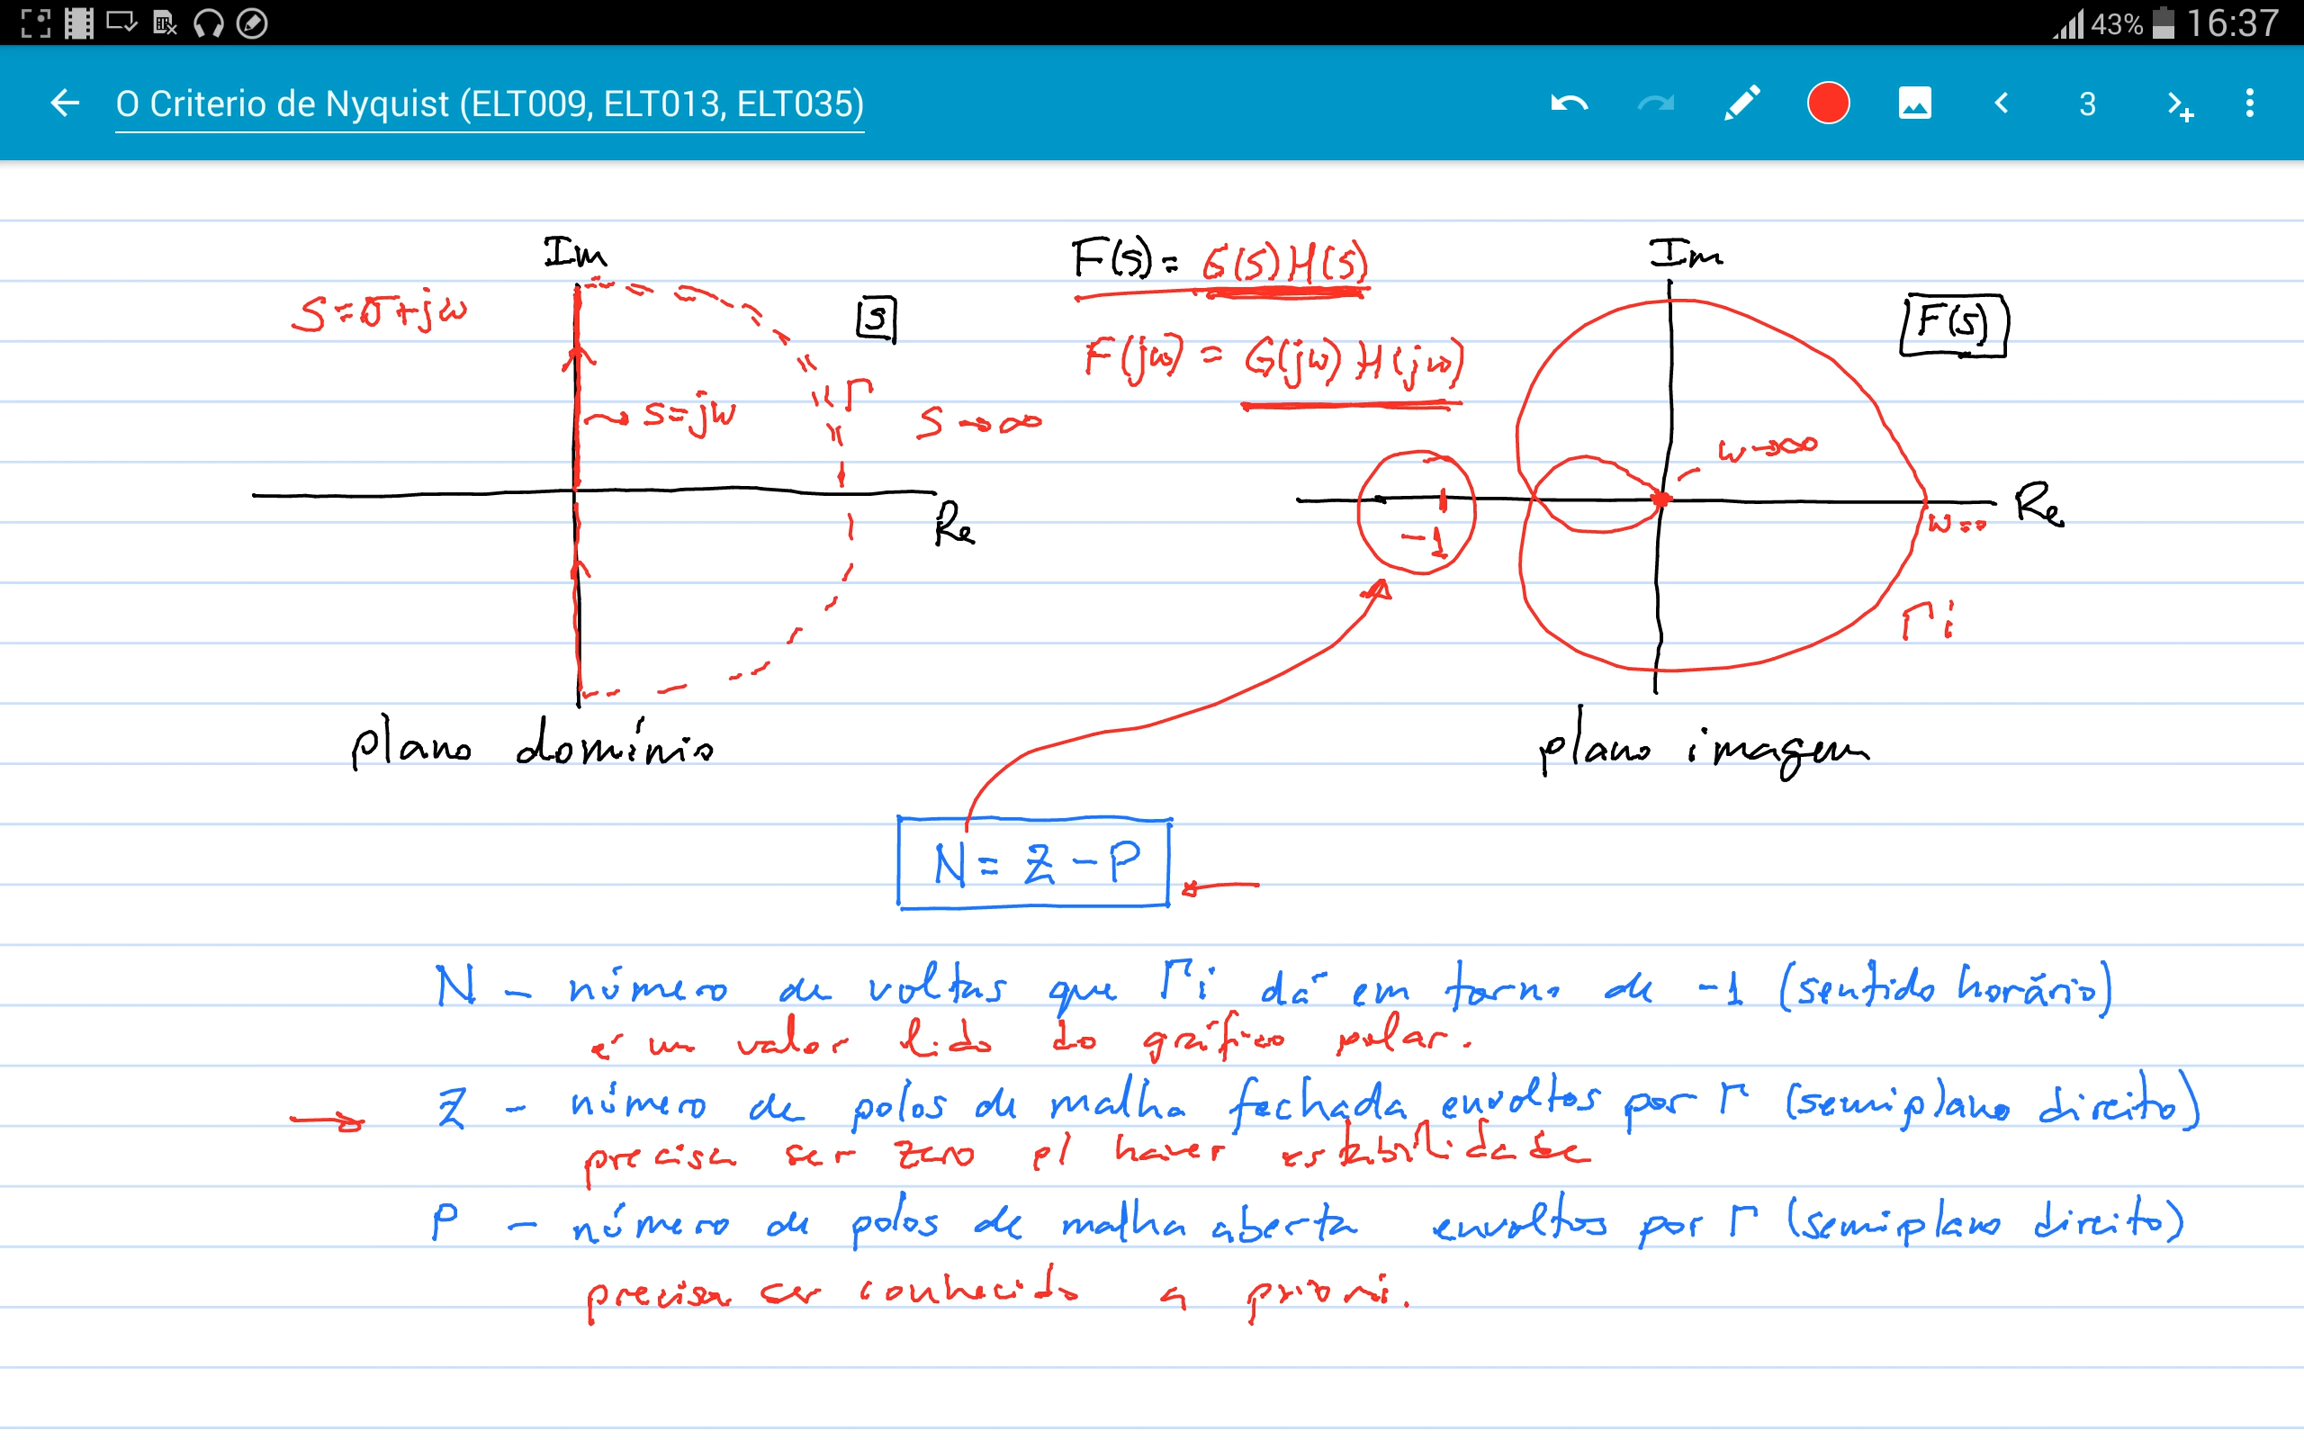 43% 16:37
O Criterio de Nyquist (ELT009, ELT013, ELT035)
3
Im
F(s) = G(s)H(s)
Im
S=σ+jω
s
F(s)
F(jω) = G(jω) H(jω)
Γ
s=jω
S→∞
ω→∞
Re
-1
ω=0
Re
Γi
plano domínio
plano imagem
N = Z - P
N - número de voltas que Γi dá em torno de -1 (sentido horário)
é um valor lido do gráfico polar.
Z - número de polos de malha fechada envoltos por Γ (semiplano direito)
precisa ser zero p/ haver estabilidade
P - número de polos de malha aberta envoltos por Γ (semiplano direito)
precisa ser conhecido a priori.